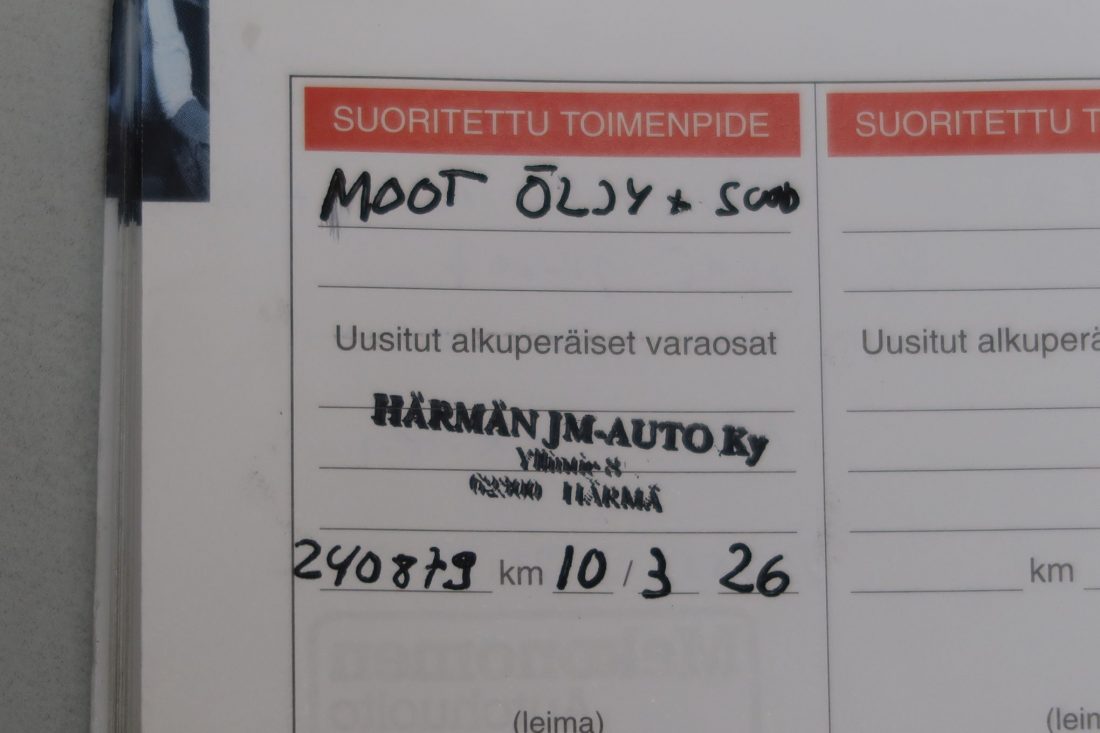 SUORITETTU TOIMENPIDE
SUORITETTU T
MOOT ÖLJY +
Uusitut alkuperäiset varaosat
Uusitut alkuperä
HÄRMÄN JM-AUTO Ky
HÄRMÄ
240879 km 10 / 3 26
km
(leima)
(leim